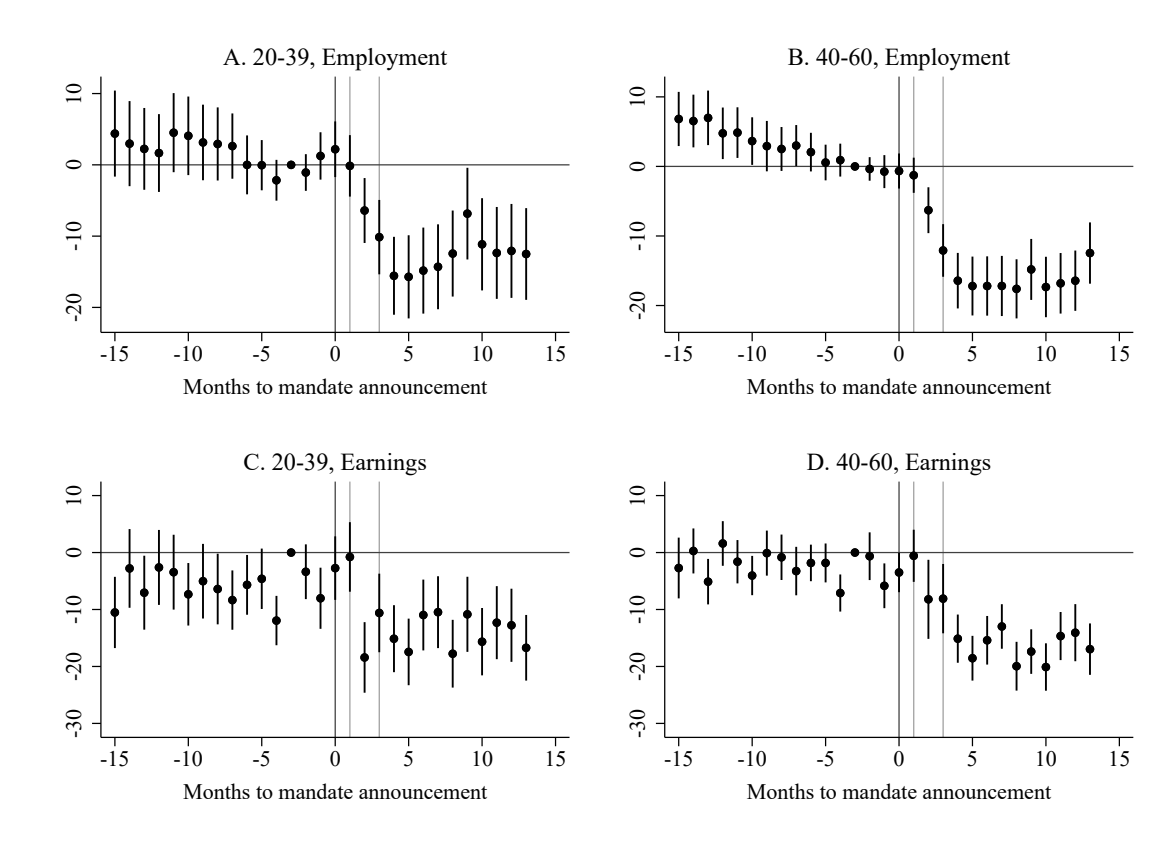 A. 20-39, Employment
10
0
-10
-20
-15 -10 -5 0 5 10 15
Months to mandate announcement
B. 40-60, Employment
10
0
-10
-20
-15 -10 -5 0 5 10 15
Months to mandate announcement
C. 20-39, Earnings
10
0
-10
-20
-30
-15 -10 -5 0 5 10 15
Months to mandate announcement
D. 40-60, Earnings
10
0
-10
-20
-30
-15 -10 -5 0 5 10 15
Months to mandate announcement